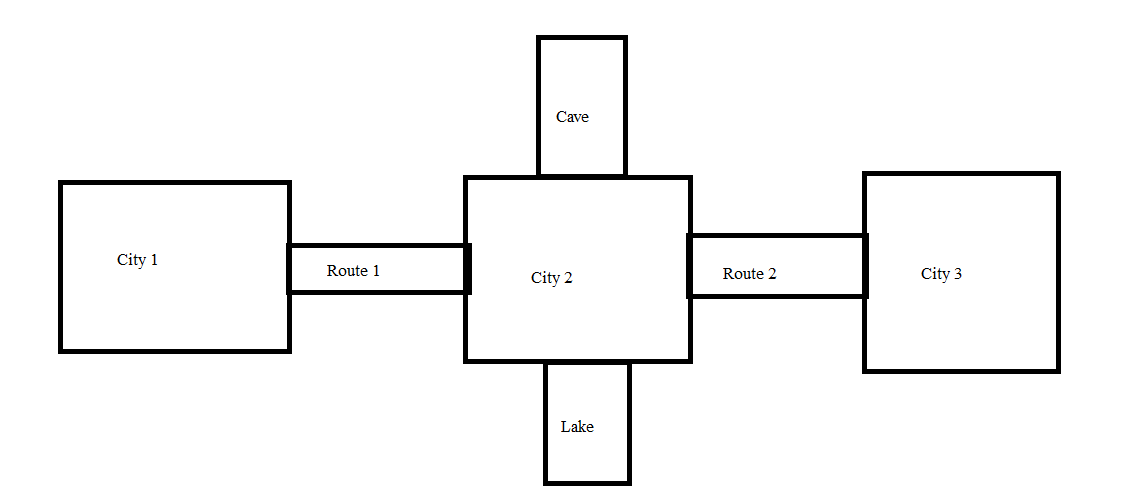 Cave
City 1
Route 1
City 2
Route 2
City 3
Lake